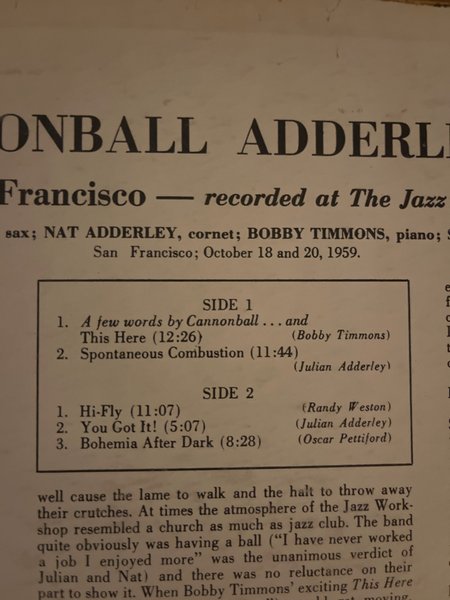 ONBALL ADDERL
Francisco — recorded at The Jazz
sax; NAT ADDERLEY, cornet; BOBBY TIMMONS, piano; S
San Francisco; October 18 and 20, 1959.
SIDE 1
1. A few words by Cannonball . . . and
This Here (12:26) (Bobby Timmons)
2. Spontaneous Combustion (11:44)
(Julian Adderley)
SIDE 2
1. Hi-Fly (11:07) (Randy Weston)
2. You Got It! (5:07) (Julian Adderley)
3. Bohemia After Dark (8:28) (Oscar Pettiford)
well cause the lame to walk and the halt to throw away
their crutches. At times the atmosphere of the Jazz Work-
shop resembled a church as much as jazz club. The band
quite obviously was having a ball (“I have never worked
a job I enjoyed more” was the unanimous verdict of
Julian and Nat) and there was no reluctance on their
part to show it. When Bobby Timmons’ exciting This Here